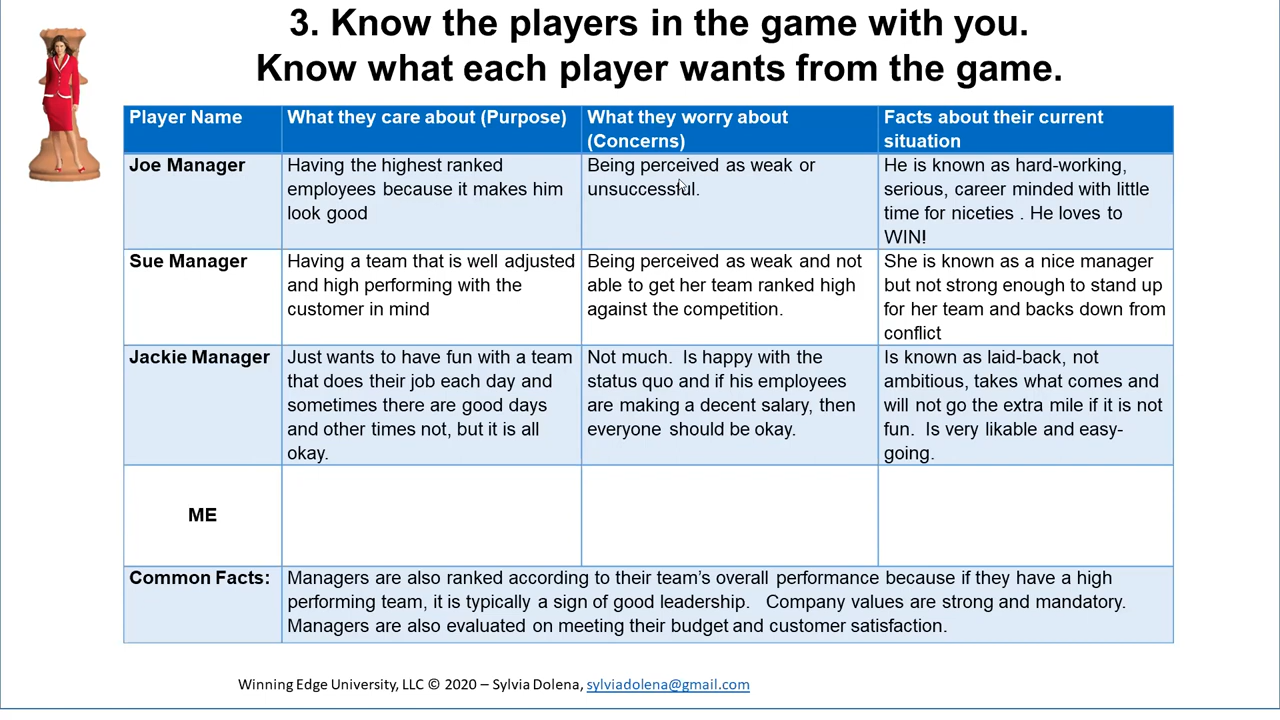 3. Know the players in the game with you.
Know what each player wants from the game.
Player Name
What they care about (Purpose)
What they worry about
(Concerns)
Facts about their current
situation
Joe Manager
Having the highest ranked
employees because it makes him
look good
Being perceived as weak or
unsuccessful.
He is known as hard-working,
serious, career minded with little
time for niceties . He loves to
WIN!
Sue Manager
Having a team that is well adjusted
and high performing with the
customer in mind
Being perceived as weak and not
able to get her team ranked high
against the competition.
She is known as a nice manager
but not strong enough to stand up
for her team and backs down from
conflict
Jackie Manager
Just wants to have fun with a team
that does their job each day and
sometimes there are good days
and other times not, but it is all
okay.
Not much.  Is happy with the
status quo and if his employees
are making a decent salary, then
everyone should be okay.
Is known as laid-back, not
ambitious, takes what comes and
will not go the extra mile if it is not
fun.  Is very likable and easy-
going.
ME
Common Facts:
Managers are also ranked according to their team's overall performance because if they have a high
performing team, it is typically a sign of good leadership.   Company values are strong and mandatory.
Managers are also evaluated on meeting their budget and customer satisfaction.
Winning Edge University, LLC © 2020 – Sylvia Dolena, sylviadolena@gmail.com